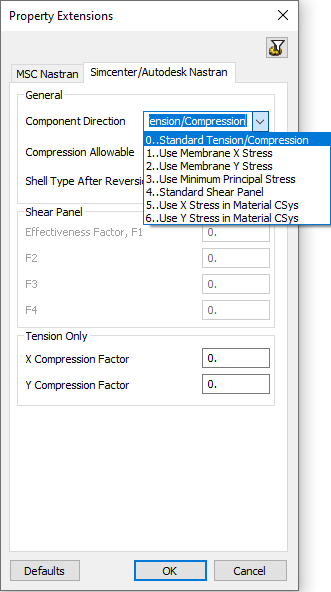 Property Extensions
MSC Nastran Simcenter/Autodesk Nastran
General
Component Direction ension/Compression
0..Standard Tension/Compression
1..Use Membrane X Stress
2..Use Membrane Y Stress
3..Use Minimum Principal Stress
4..Standard Shear Panel
5..Use X Stress in Material CSys
6..Use Y Stress in Material CSys
Compression Allowable
Shell Type After Reversi
Shear Panel
Effectiveness Factor, F1 0.
F2 0.
F3 0.
F4 0.
Tension Only
X Compression Factor 0.
Y Compression Factor 0.
Defaults OK Cancel